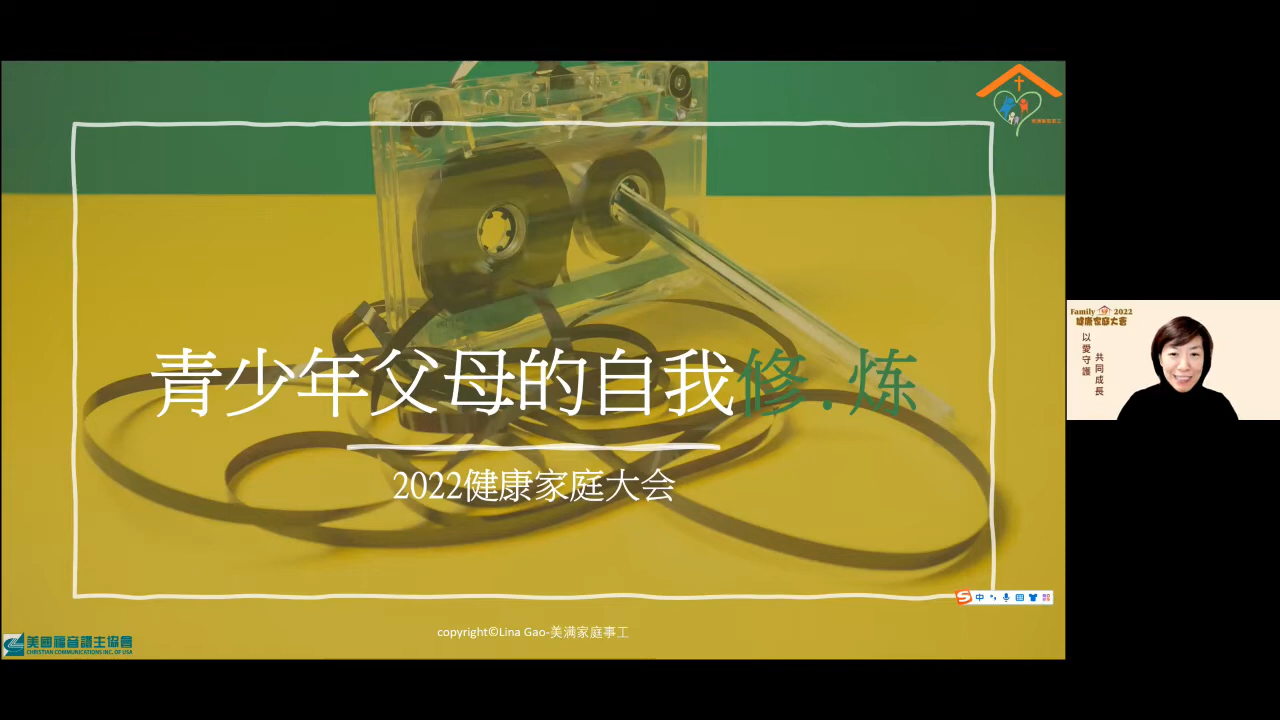 青少年父母的自我修.炼
2022健康家庭大会
copyright©Lina Gao-美满家庭事工
美國福音證主協會
CHRISTIAN COMMUNICATIONS INC. OF USA
中
Family 2022
健康家庭大會
以愛守護
共同成長